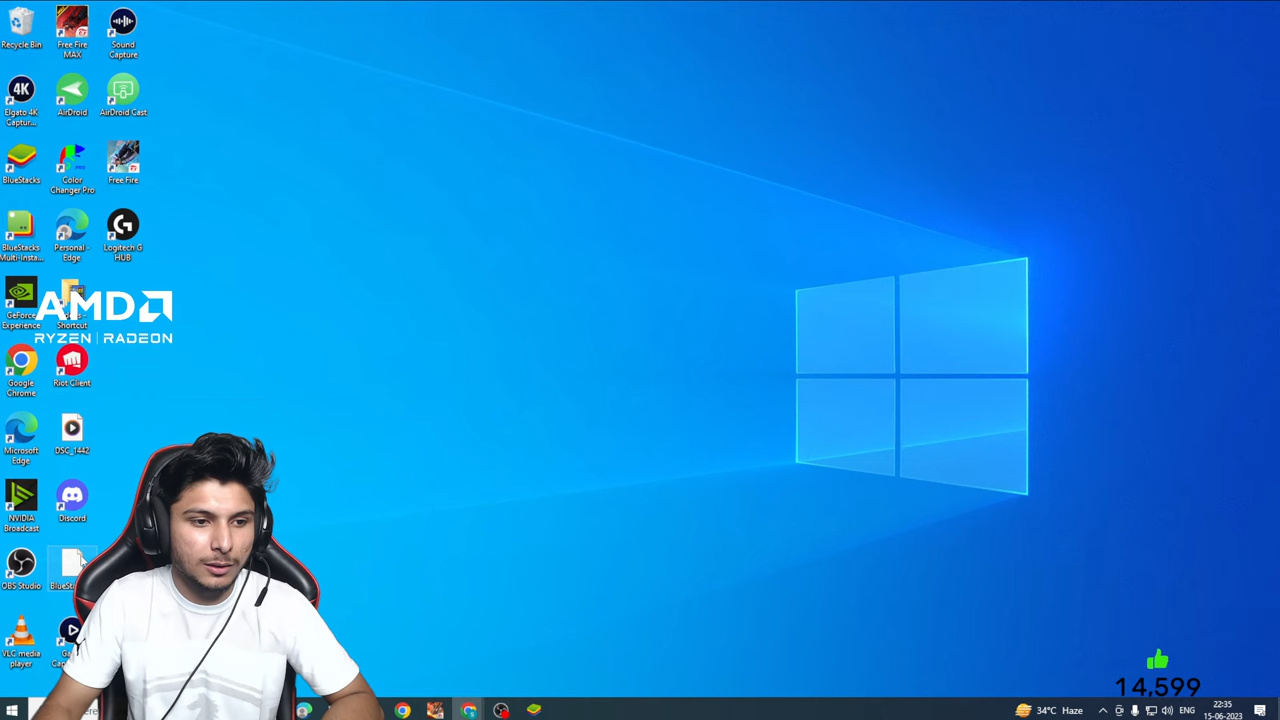 Recycle Bin
Free Fire
MAX
Sound
Capture
4K
Elgato 4K
Captur...
AirDroid
AirDroid Cast
BlueStacks
Color
Changer Pro
Free Fire
BlueStacks
Multi-Insta...
Personal -
Edge
Logitech G
HUB
GeForce
Experience
Shortcut
AMD
RYZEN | RADEON
Google
Chrome
Riot Client
Microsoft
Edge
DSC_1442
NVIDIA
Broadcast
Discord
OBS Studio
VLC media
player
14,599
34°C Haze
ENG
22:35
15-06-2023